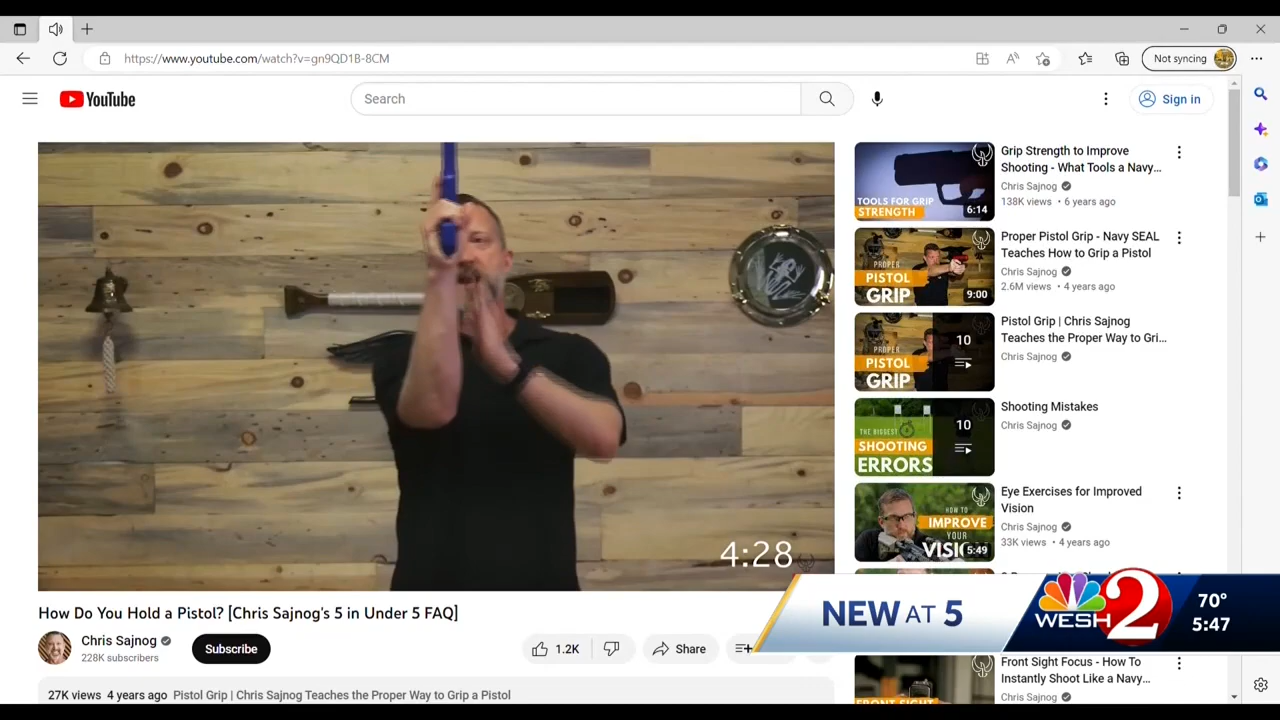 https://www.youtube.com/watch?v=gn9QD1B-8CM
Not syncing
YouTube
Search
Sign in
4:28
How Do You Hold a Pistol? [Chris Sajnog's 5 in Under 5 FAQ]
Chris Sajnog
228K subscribers
Subscribe
1.2K
Share
27K views 4 years ago Pistol Grip | Chris Sajnog Teaches the Proper Way to Grip a Pistol
TOOLS FOR GRIP
STRENGTH
6:14
Grip Strength to Improve
Shooting - What Tools a Navy...
Chris Sajnog
138K views • 6 years ago
PROPER
PISTOL
GRIP
9:00
Proper Pistol Grip - Navy SEAL
Teaches How to Grip a Pistol
Chris Sajnog
2.6M views • 4 years ago
PROPER
PISTOL
GRIP
10
Pistol Grip | Chris Sajnog
Teaches the Proper Way to Gri...
Chris Sajnog
THE BIGGEST
SHOOTING
ERRORS
10
Shooting Mistakes
Chris Sajnog
HOW TO
IMPROVE
YOUR
VISI
5:49
Eye Exercises for Improved
Vision
Chris Sajnog
33K views • 4 years ago
NEW AT 5
WESH 2
70°
5:47
FRONT SIGHT
Front Sight Focus - How To
Instantly Shoot Like a Navy...
Chris Sajnog